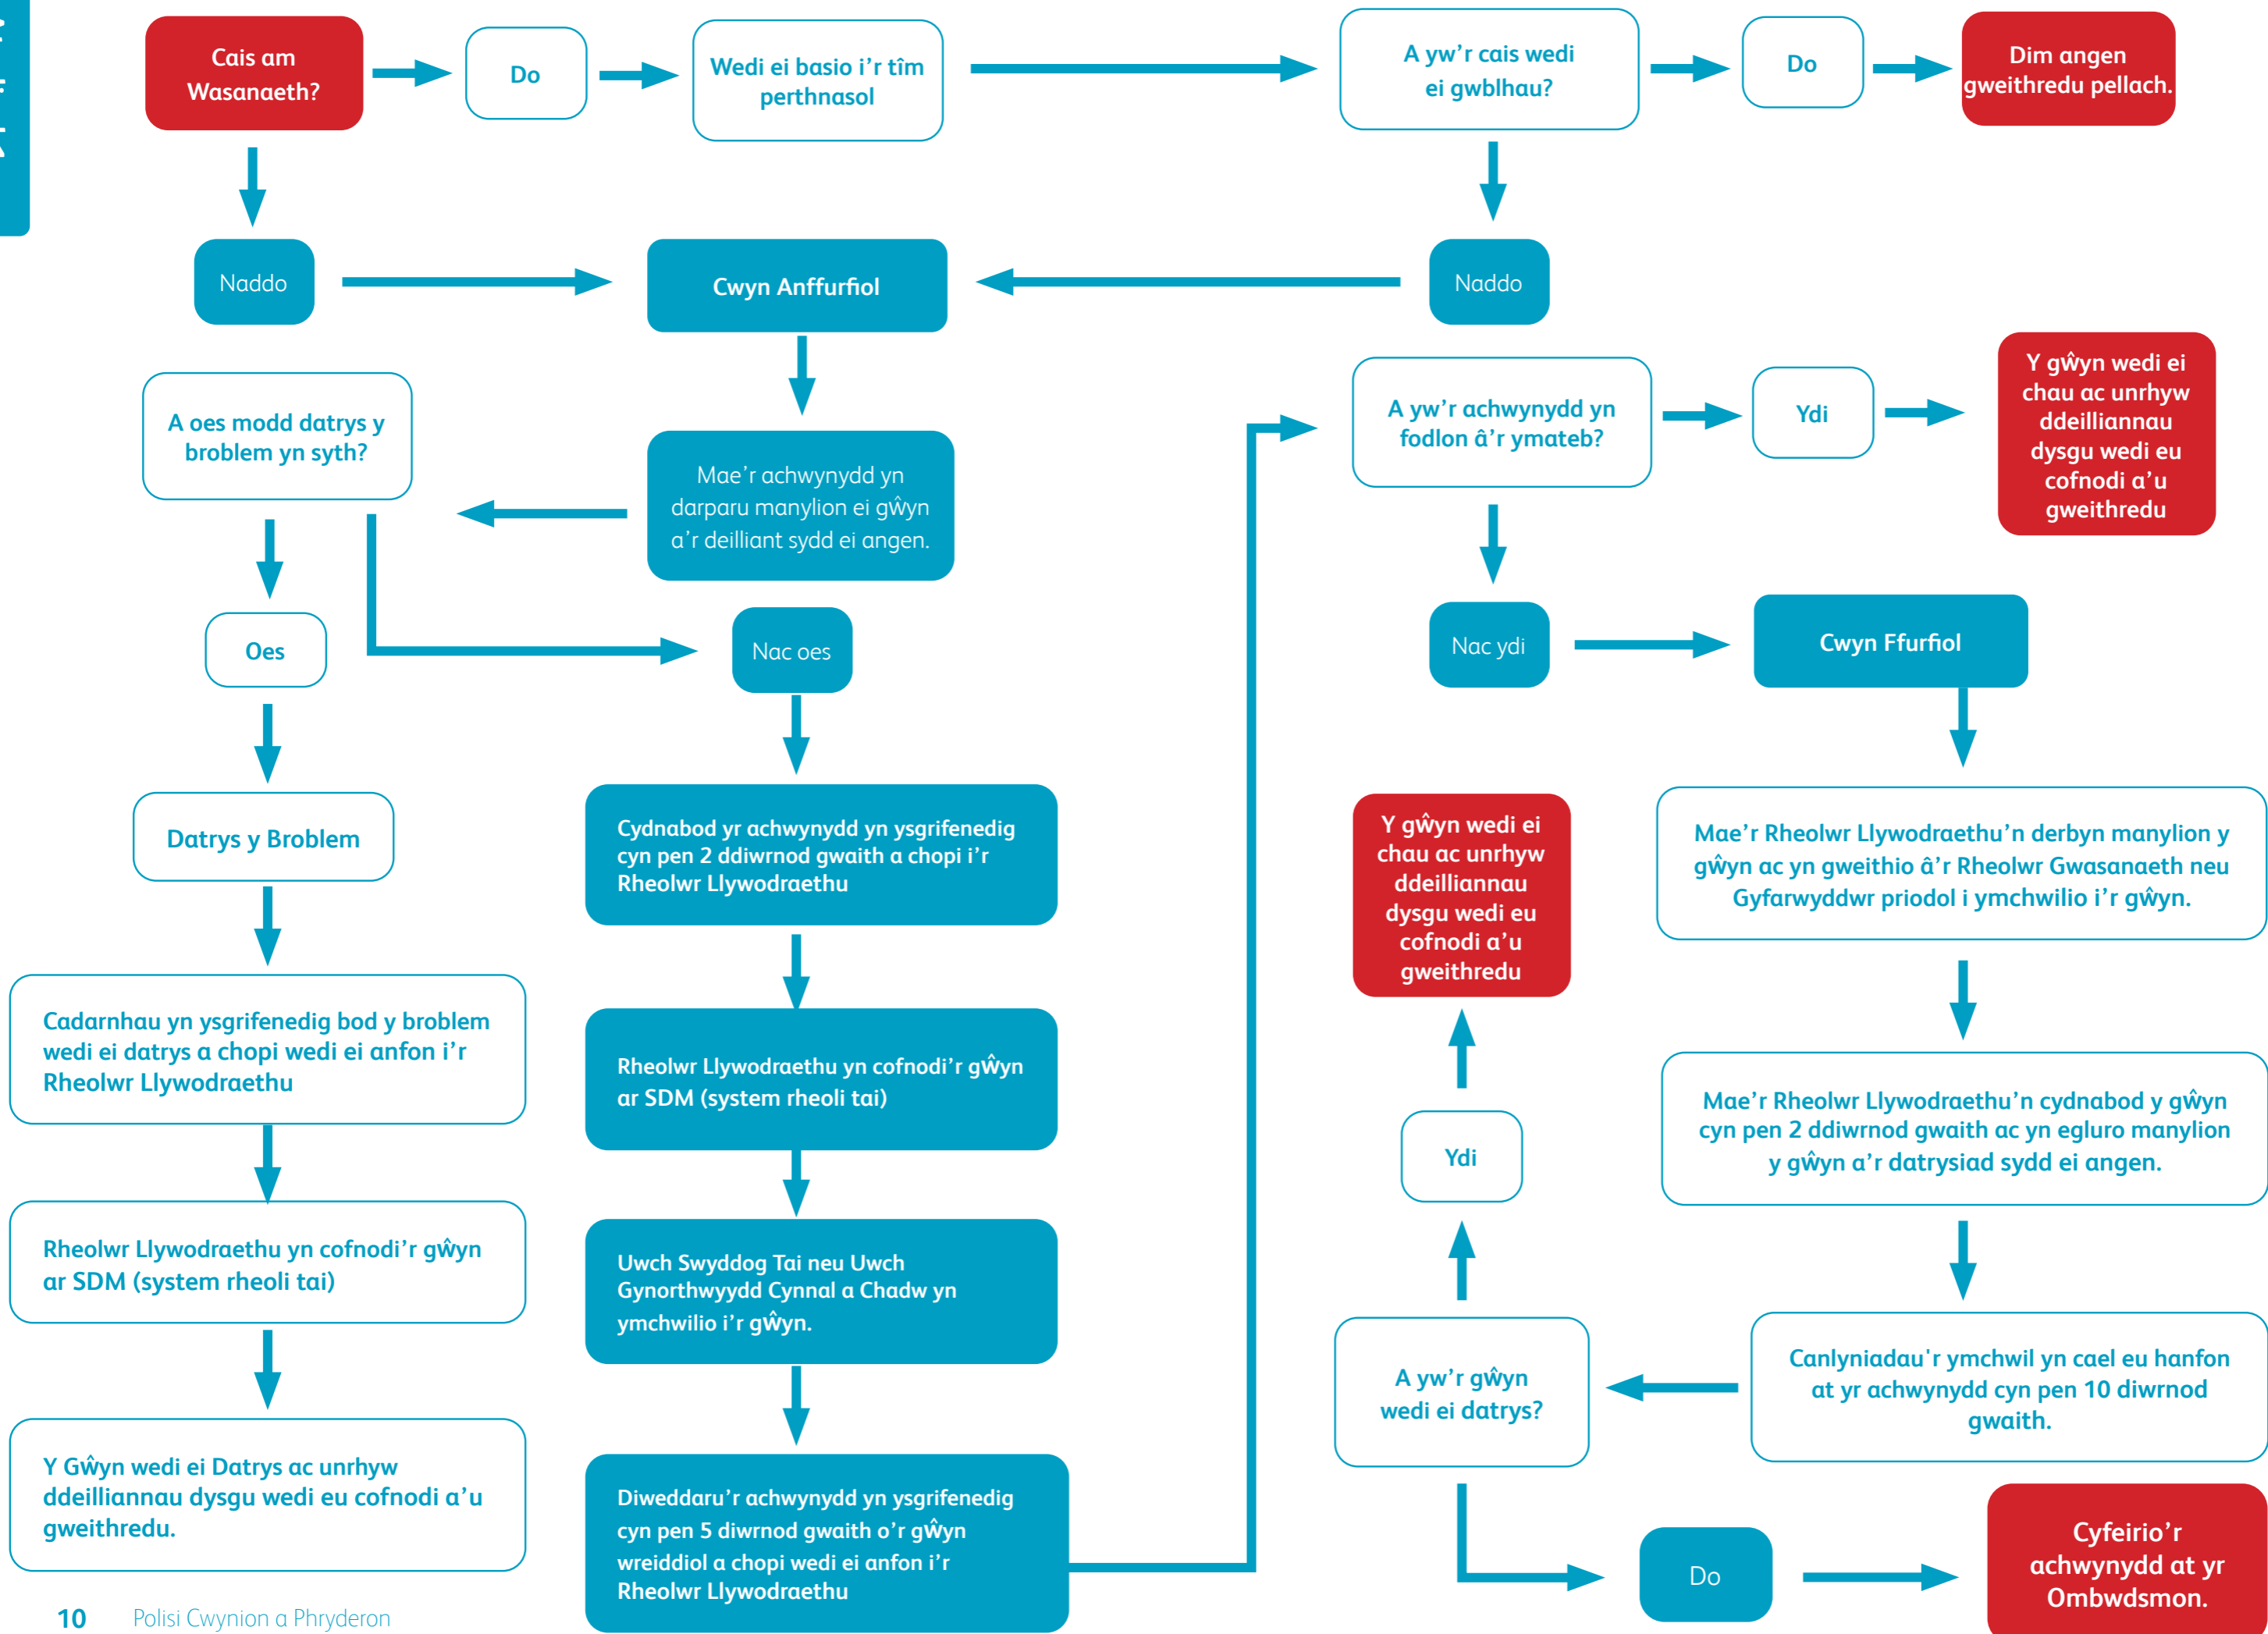 Cais am
Wasanaeth?
Do
Wedi ei basio i'r tîm
perthnasol
A yw'r cais wedi
ei gwblhau?
Do
Dim angen
gweithredu pellach.
Naddo
Cwyn Anffurfiol
Naddo
A oes modd datrys y
broblem yn syth?
Mae'r achwynydd yn
darparu manylion ei gŵyn
a'r deilliant sydd ei angen.
A yw'r achwynydd yn
fodlon â'r ymateb?
Ydi
Y gŵyn wedi ei
chau ac unrhyw
ddeilliannau
dysgu wedi eu
cofnodi a'u
gweithredu
Oes
Nac oes
Nac ydi
Cwyn Ffurfiol
Datrys y Broblem
Cydnabod yr achwynydd yn ysgrifenedig
cyn pen 2 ddiwrnod gwaith a chopi i'r
Rheolwr Llywodraethu
Y gŵyn wedi ei
chau ac unrhyw
ddeilliannau
dysgu wedi eu
cofnodi a'u
gweithredu
Mae'r Rheolwr Llywodraethu'n derbyn manylion y
gŵyn ac yn gweithio â'r Rheolwr Gwasanaeth neu
Gyfarwyddwr priodol i ymchwilio i'r gŵyn.
Cadarnhau yn ysgrifenedig bod y broblem
wedi ei datrys a chopi wedi ei anfon i'r
Rheolwr Llywodraethu
Rheolwr Llywodraethu yn cofnodi'r gŵyn
ar SDM (system rheoli tai)
Ydi
Mae'r Rheolwr Llywodraethu'n cydnabod y gŵyn
cyn pen 2 ddiwrnod gwaith ac yn egluro manylion
y gŵyn a'r datrysiad sydd ei angen.
Rheolwr Llywodraethu yn cofnodi'r gŵyn
ar SDM (system rheoli tai)
Uwch Swyddog Tai neu Uwch
Gynorthwyydd Cynnal a Chadw yn
ymchwilio i'r gŵyn.
A yw'r gŵyn
wedi ei datrys?
Canlyniadau'r ymchwil yn cael eu hanfon
at yr achwynydd cyn pen 10 diwrnod
gwaith.
Y Gŵyn wedi ei Datrys ac unrhyw
ddeilliannau dysgu wedi eu cofnodi a'u
gweithredu.
Diweddaru'r achwynydd yn ysgrifenedig
cyn pen 5 diwrnod gwaith o'r gŵyn
wreiddiol a chopi wedi ei anfon i'r
Rheolwr Llywodraethu
Do
Cyfeirio'r
achwynydd at yr
Ombwdsmon.
10 Polisi Cwynion a Phryderon